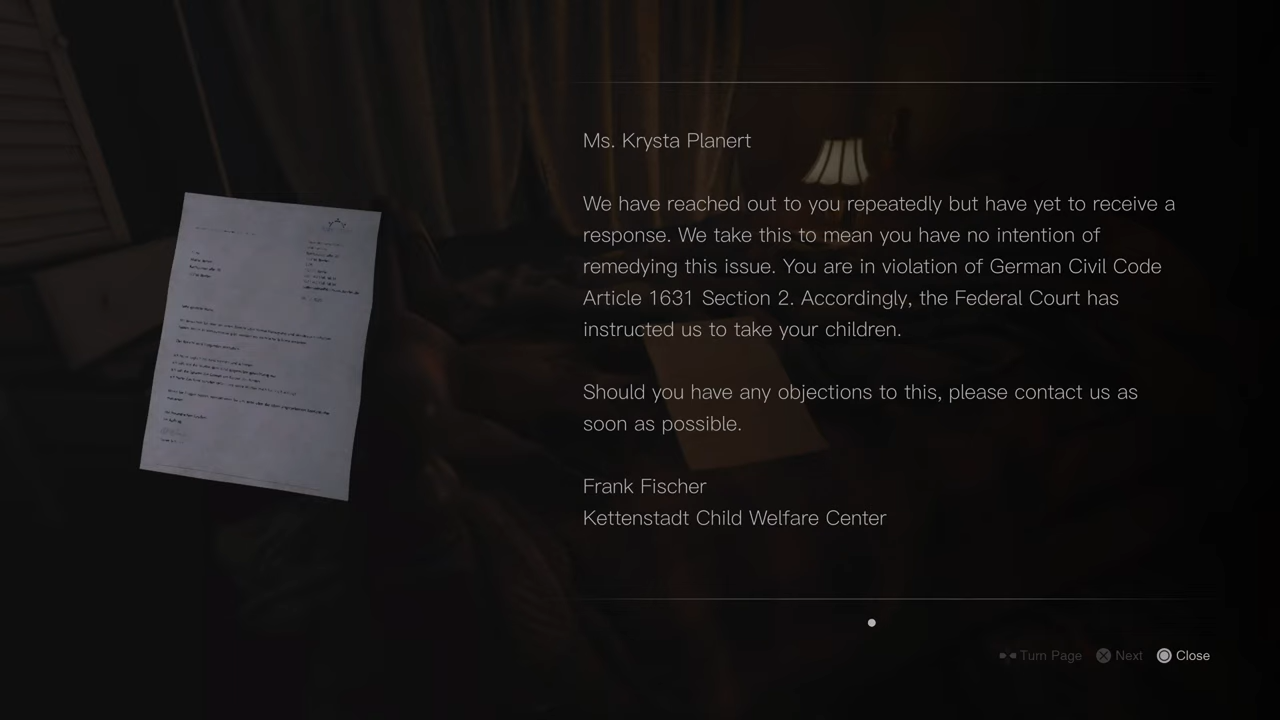 Ms. Krysta Planert
We have reached out to you repeatedly but have yet to receive a
response. We take this to mean you have no intention of
remedying this issue. You are in violation of German Civil Code
Article 1631 Section 2. Accordingly, the Federal Court has
instructed us to take your children.
Should you have any objections to this, please contact us as
soon as possible.
Frank Fischer
Kettenstadt Child Welfare Center
Turn Page Next Close